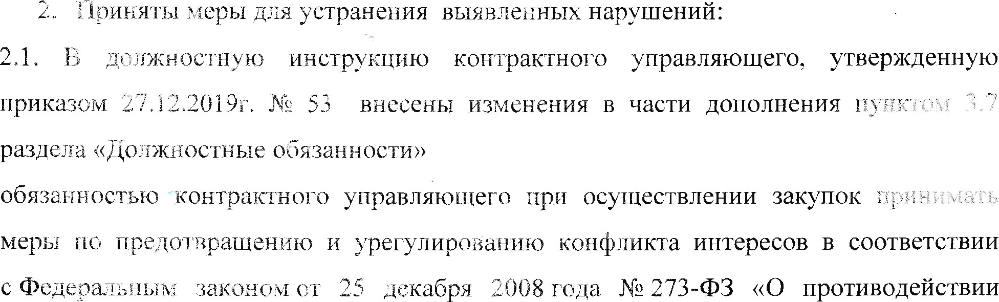 2. Приняты меры для устранения выявленных нарушений:
2.1. В должностную инструкцию контрактного управляющего, утвержденную
приказом 27.12.2019г. № 53 внесены изменения в части дополнения пунктом 3.7
раздела «Должностные обязанности»
обязанностью контрактного управляющего при осуществлении закупок принимать
меры по предотвращению и урегулированию конфликта интересов в соответствии
с Федеральным законом от 25 декабря 2008 года № 273-ФЗ «О противодействии